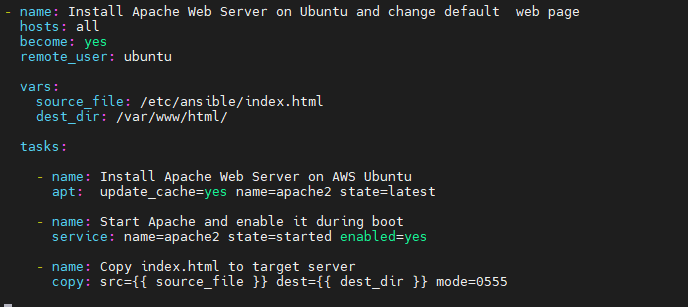 - name: Install Apache Web Server on Ubuntu and change default  web page
  hosts: all
  become: yes
  remote_user: ubuntu

  vars:
    source_file: /etc/ansible/index.html
    dest_dir: /var/www/html/

  tasks:

    - name: Install Apache Web Server on AWS Ubuntu
      apt:  update_cache=yes name=apache2 state=latest

    - name: Start Apache and enable it during boot
      service: name=apache2 state=started enabled=yes

    - name: Copy index.html to target server
      copy: src={{ source_file }} dest={{ dest_dir }} mode=0555